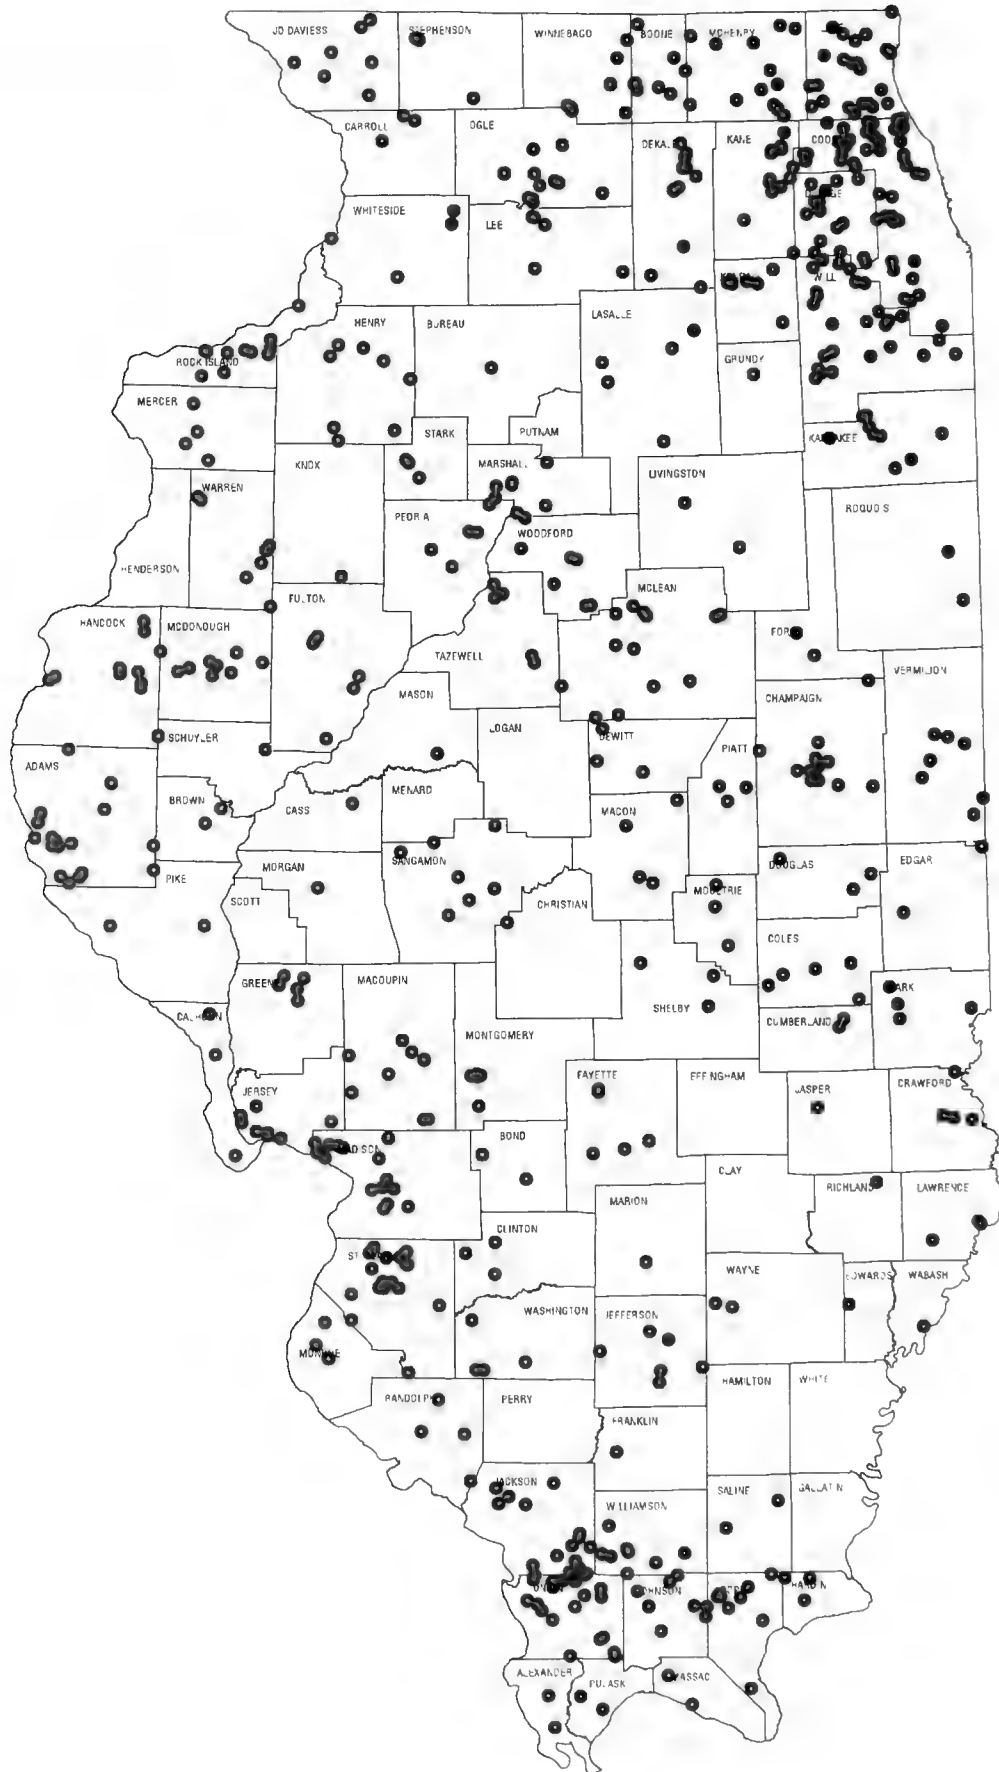 JO DAVIESS
STEPHENSON
WINNEBAGO
BOONE
MCHENRY
CARROLL
OGLE
KANE
WHITESIDE
LEE
WILL
LASALLE
HENRY
BUREAU
GRUNDY
ROCK ISLAND
MERCER
STARK
PUTNAM
KNOX
MARSHALL
LIVINGSTON
WARREN
PEORIA
WOODFORD
HENDERSON
MCLEAN
FULTON
HANCOCK
MCDONOUGH
TAZEWELL
VERMILION
MASON
CHAMPAIGN
LOGAN
SCHUYLER
DEWITT
PIATT
ADAMS
MENARD
BROWN
CASS
MACON
SANGAMON
DOUGLAS
EDGAR
MORGAN
PIKE
MOULTRIE
SCOTT
CHRISTIAN
COLES
MACOUPIN
SHELBY
CUMBERLAND
MONTGOMERY
FAYETTE
JASPER
CRAWFORD
JERSEY
BOND
CLAY
RICHLAND
LAWRENCE
MARION
CLINTON
WAYNE
EDWARDS
WABASH
WASHINGTON
JEFFERSON
HAMILTON
WHITE
RANDOLPH
PERRY
FRANKLIN
JACKSON
SALINE
WILLIAMSON
ALEXANDER